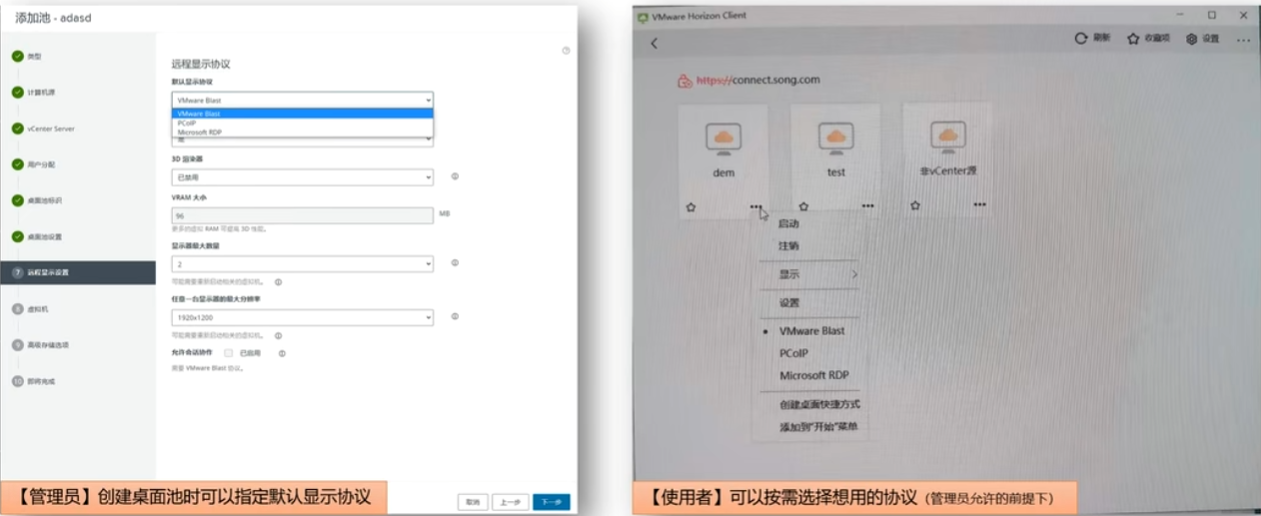 添加池 - adasd
类型
计算机源
vCenter Server
用户分配
桌面池标识
桌面池设置
7 远程显示设置
8 虚拟机
9 高级存储选项
10 即将完成
远程显示协议
默认显示协议
VMware Blast
VMware Blast
PCoIP
Microsoft RDP
是
3D 渲染器
已禁用
VRAM 大小
96 MB
更多的虚拟 RAM 可提高 3D 性能。
显示器最大数量
2
可能需要重新启动相关的虚拟机。
任意一台显示器的最大分辨率
1920x1200
可能需要重新启动相关的虚拟机。
允许会话协作 已启用
需要 VMware Blast 协议。
取消 上一步 下一步
【管理员】创建桌面池时可以指定默认显示协议
VMware Horizon Client
刷新 收藏项 设置
https://connect.song.com
dem test 非vCenter源
启动
注销
显示
设置
VMware Blast
PCoIP
Microsoft RDP
创建桌面快捷方式
添加到"开始"菜单
【使用者】可以按需选择想用的协议（管理员允许的前提下）